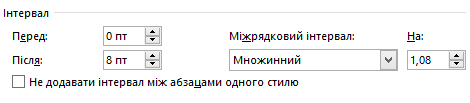 Інтервал
Перед: 0 пт Міжрядковий інтервал: На:
Після: 8 пт Множинний 1,08
Не додавати інтервал між абзацами одного стилю